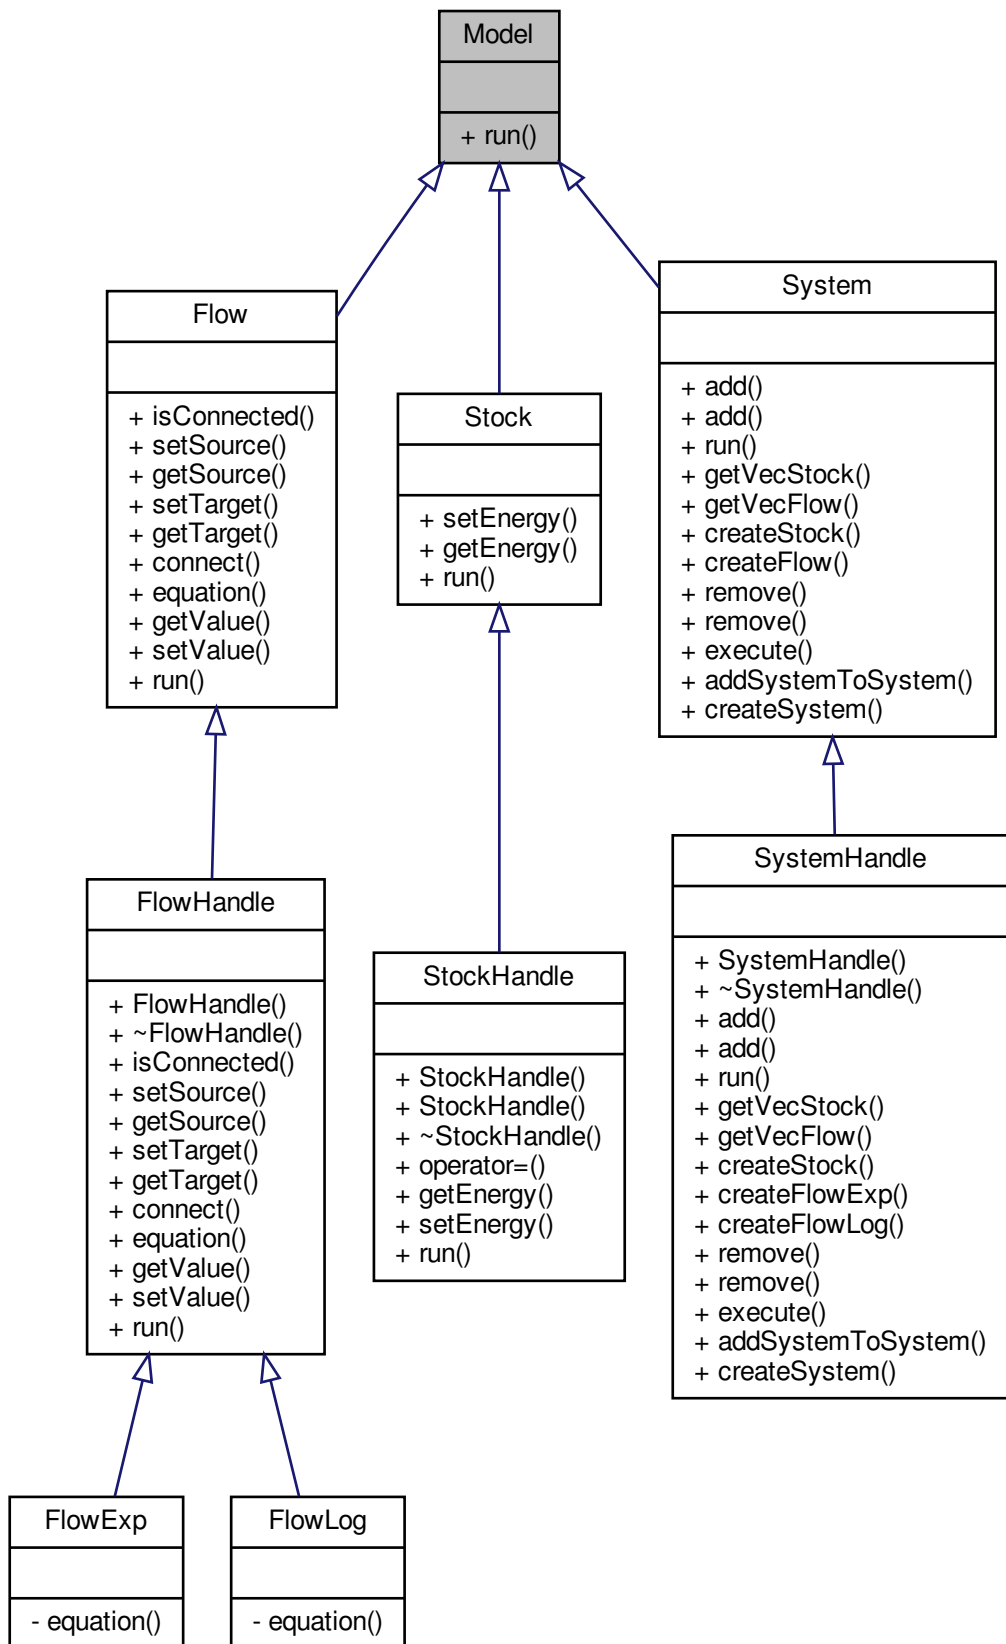 Model
+ run()
Flow
+ isConnected()
+ setSource()
+ getSource()
+ setTarget()
+ getTarget()
+ connect()
+ equation()
+ getValue()
+ setValue()
+ run()
Stock
+ setEnergy()
+ getEnergy()
+ run()
System
+ add()
+ add()
+ run()
+ getVecStock()
+ getVecFlow()
+ createStock()
+ createFlow()
+ remove()
+ remove()
+ execute()
+ addSystemToSystem()
+ createSystem()
FlowHandle
+ FlowHandle()
+ ~FlowHandle()
+ isConnected()
+ setSource()
+ getSource()
+ setTarget()
+ getTarget()
+ connect()
+ equation()
+ getValue()
+ setValue()
+ run()
StockHandle
+ StockHandle()
+ StockHandle()
+ ~StockHandle()
+ operator=()
+ getEnergy()
+ setEnergy()
+ run()
SystemHandle
+ SystemHandle()
+ ~SystemHandle()
+ add()
+ add()
+ run()
+ getVecStock()
+ getVecFlow()
+ createStock()
+ createFlowExp()
+ createFlowLog()
+ remove()
+ remove()
+ execute()
+ addSystemToSystem()
+ createSystem()
FlowExp
- equation()
FlowLog
- equation()